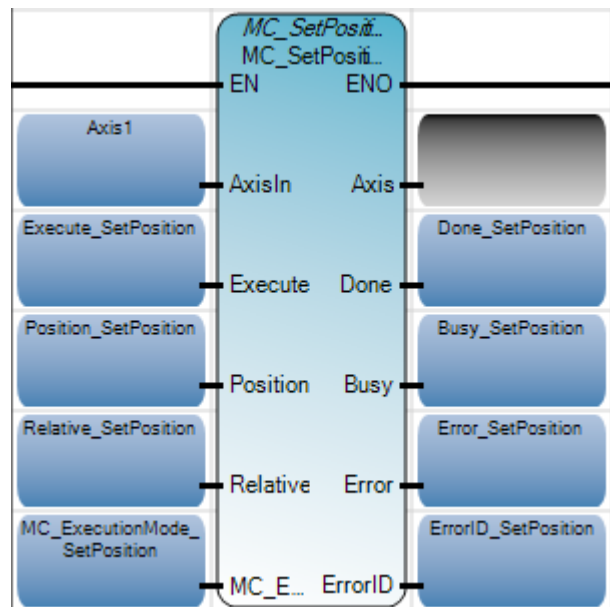 MC_SetPositi...
MC_SetPositi...
EN ENO
Axis1
AxisIn Axis
Execute_SetPosition Done_SetPosition
Execute Done
Position_SetPosition Busy_SetPosition
Position Busy
Relative_SetPosition Error_SetPosition
Relative Error
MC_ExecutionMode_ ErrorID_SetPosition
SetPosition
MC_E... ErrorID